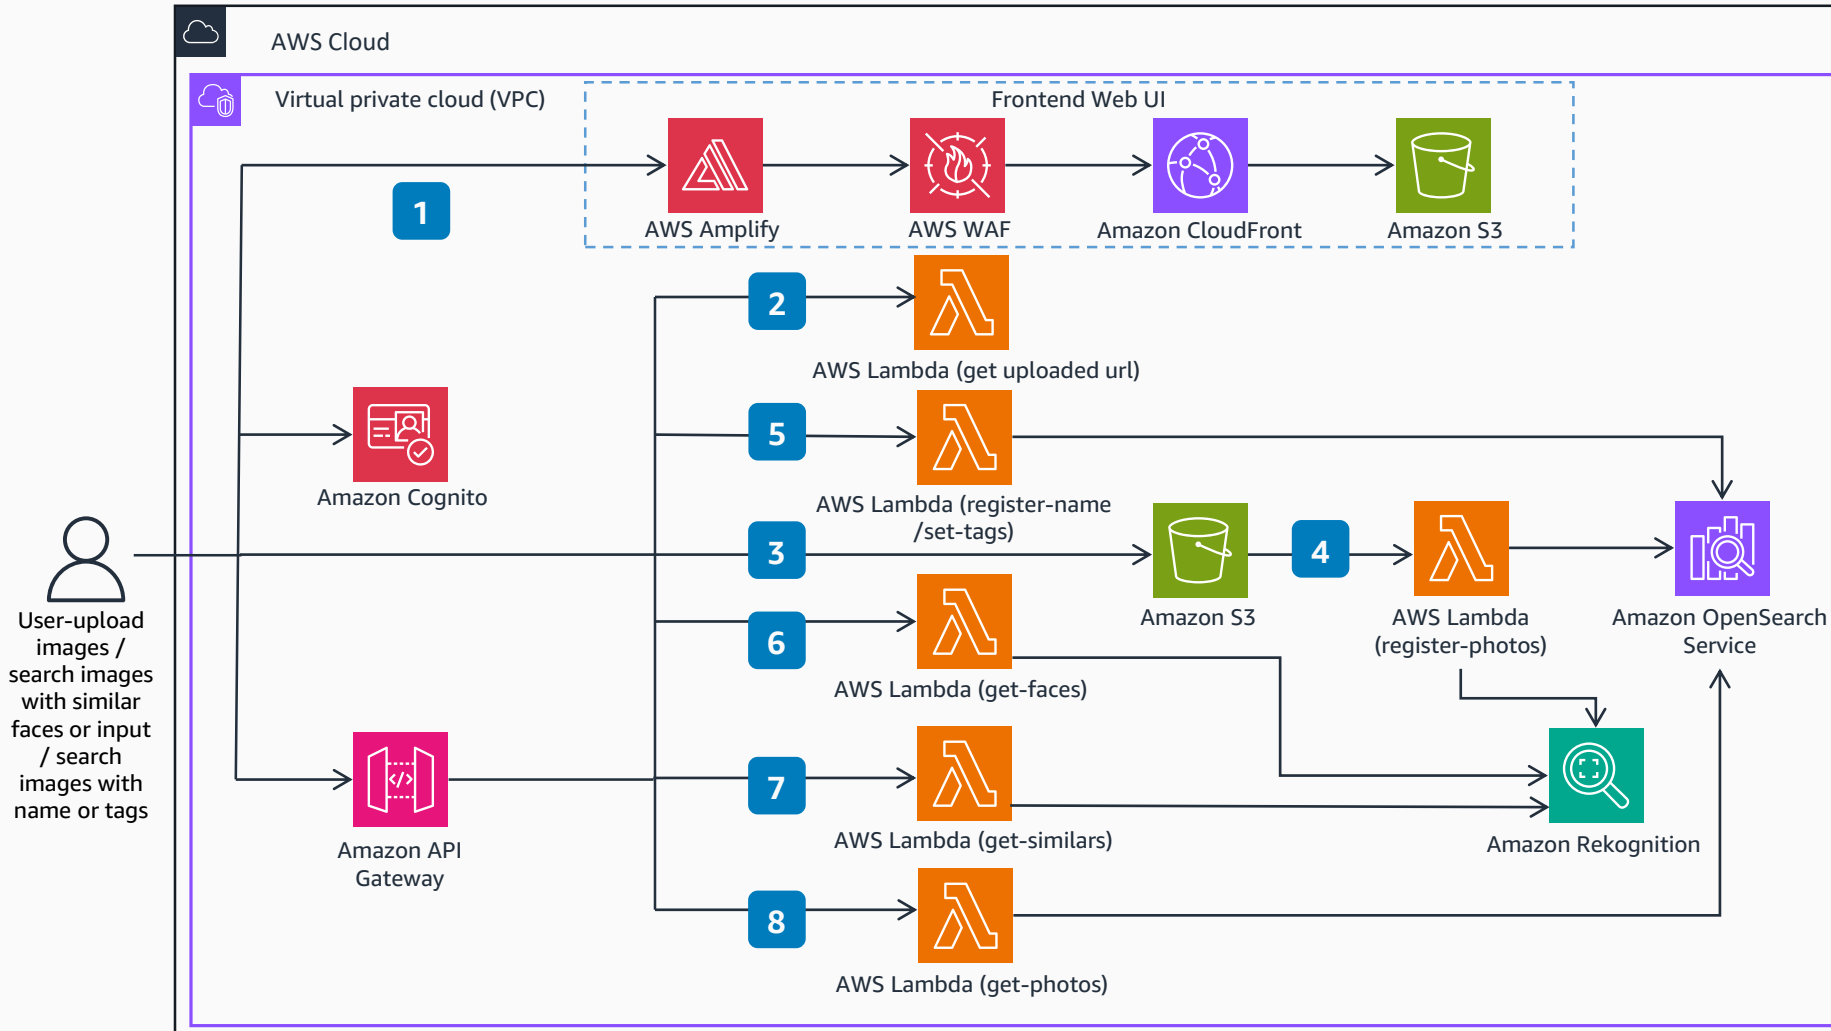 AWS Cloud
Virtual private cloud (VPC)
Frontend Web UI
1
AWS Amplify
AWS WAF
Amazon CloudFront
Amazon S3
2
AWS Lambda (get uploaded url)
5
Amazon Cognito
AWS Lambda (register-name
/set-tags)
3
4
Amazon S3
AWS Lambda
(register-photos)
Amazon OpenSearch
Service
User-upload
images /
search images
with similar
faces or input
/ search
images with
name or tags
6
AWS Lambda (get-faces)
</>
Amazon API
Gateway
7
AWS Lambda (get-similars)
Amazon Rekognition
8
AWS Lambda (get-photos)